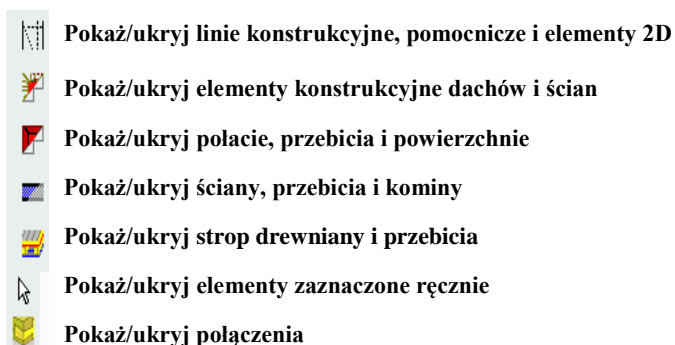 Pokaż/ukryj linie konstrukcyjne, pomocnicze i elementy 2D
Pokaż/ukryj elementy konstrukcyjne dachów i ścian
Pokaż/ukryj połacie, przebicia i powierzchnie
Pokaż/ukryj ściany, przebicia i kominy
Pokaż/ukryj strop drewniany i przebicia
Pokaż/ukryj elementy zaznaczone ręcznie
Pokaż/ukryj połączenia